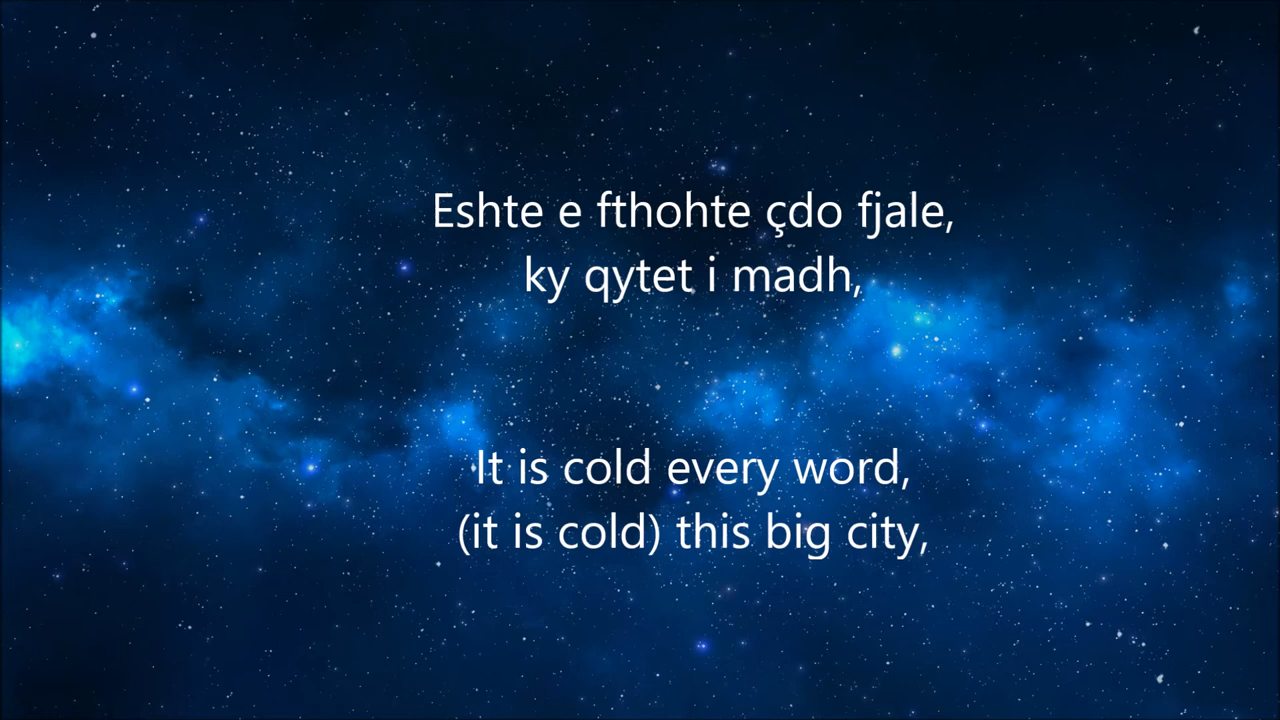 Eshte e fthohte çdo fjale,
ky qytet i madh,
It is cold every word,
(it is cold) this big city,